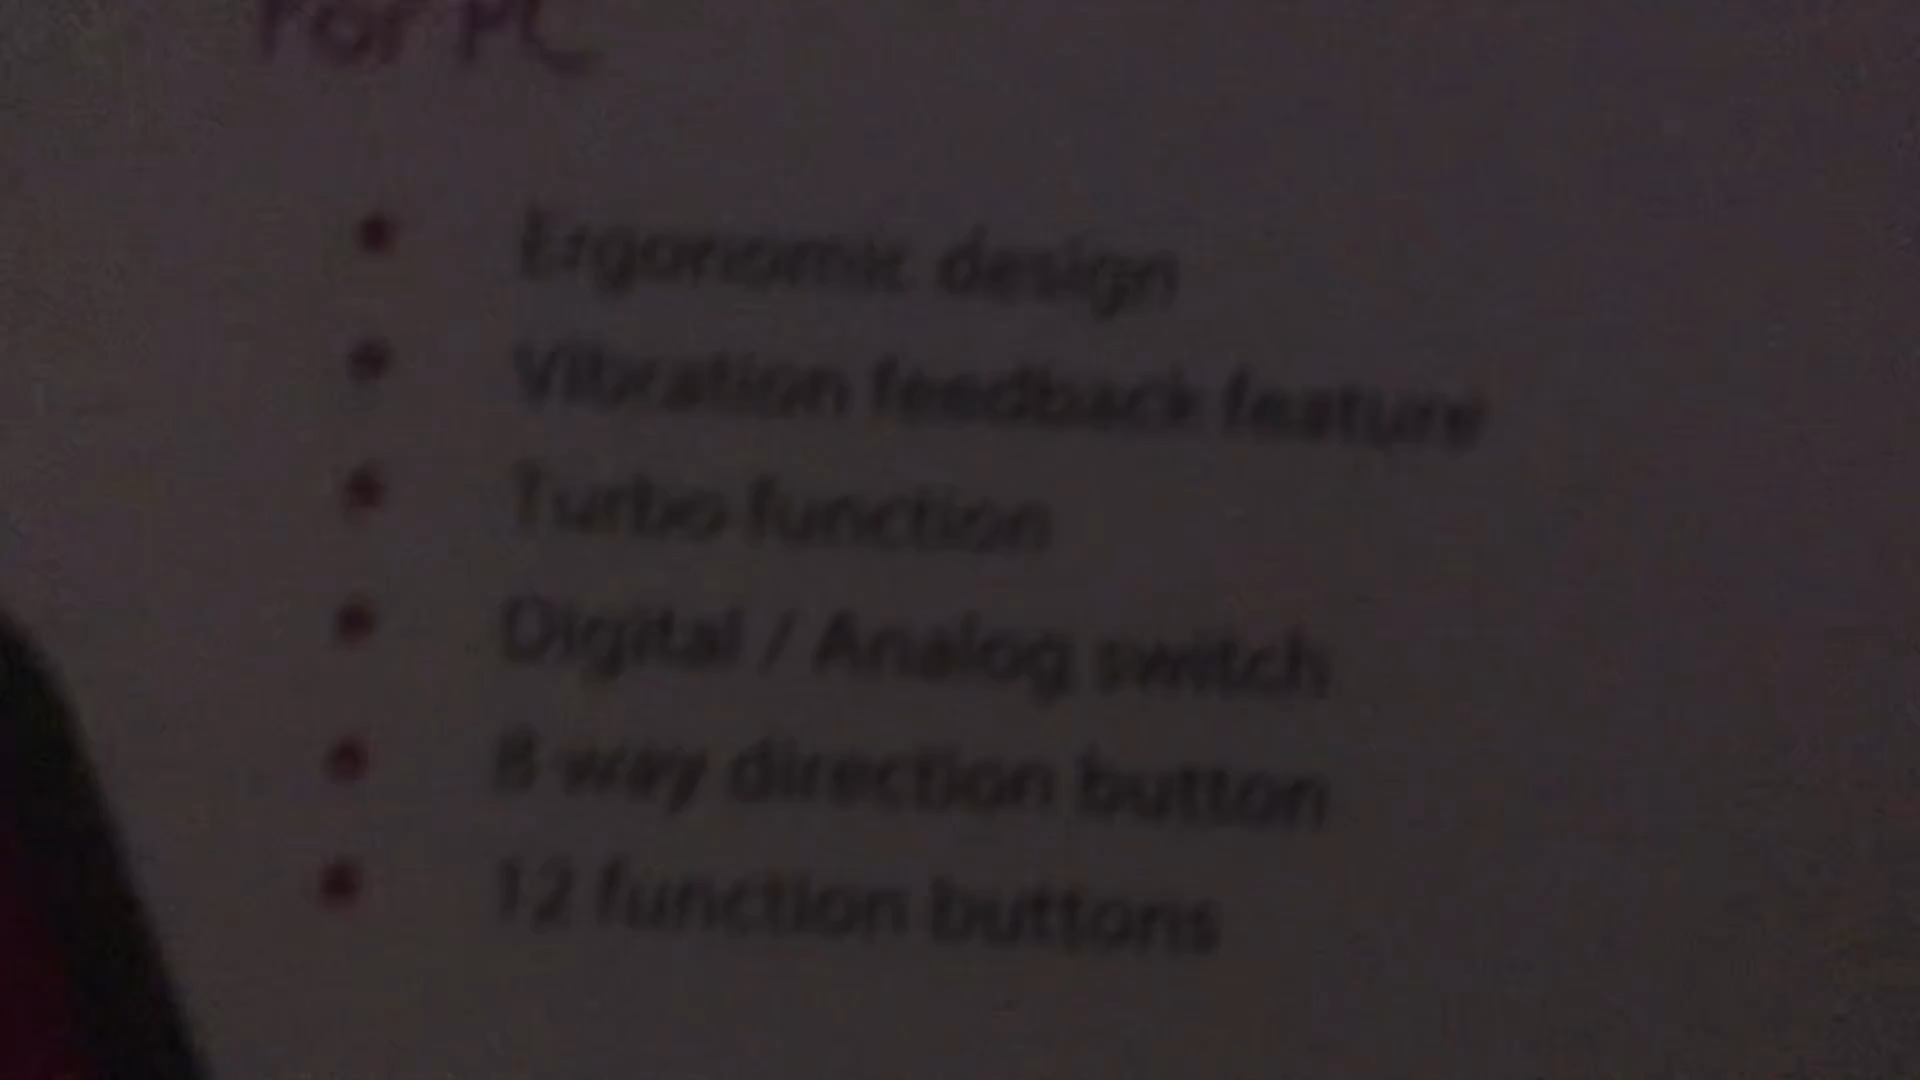 For PC
Ergonomic design
Vibration feedback feature
Turbo function
Digital / Analog switch
8 way direction button
12 function buttons